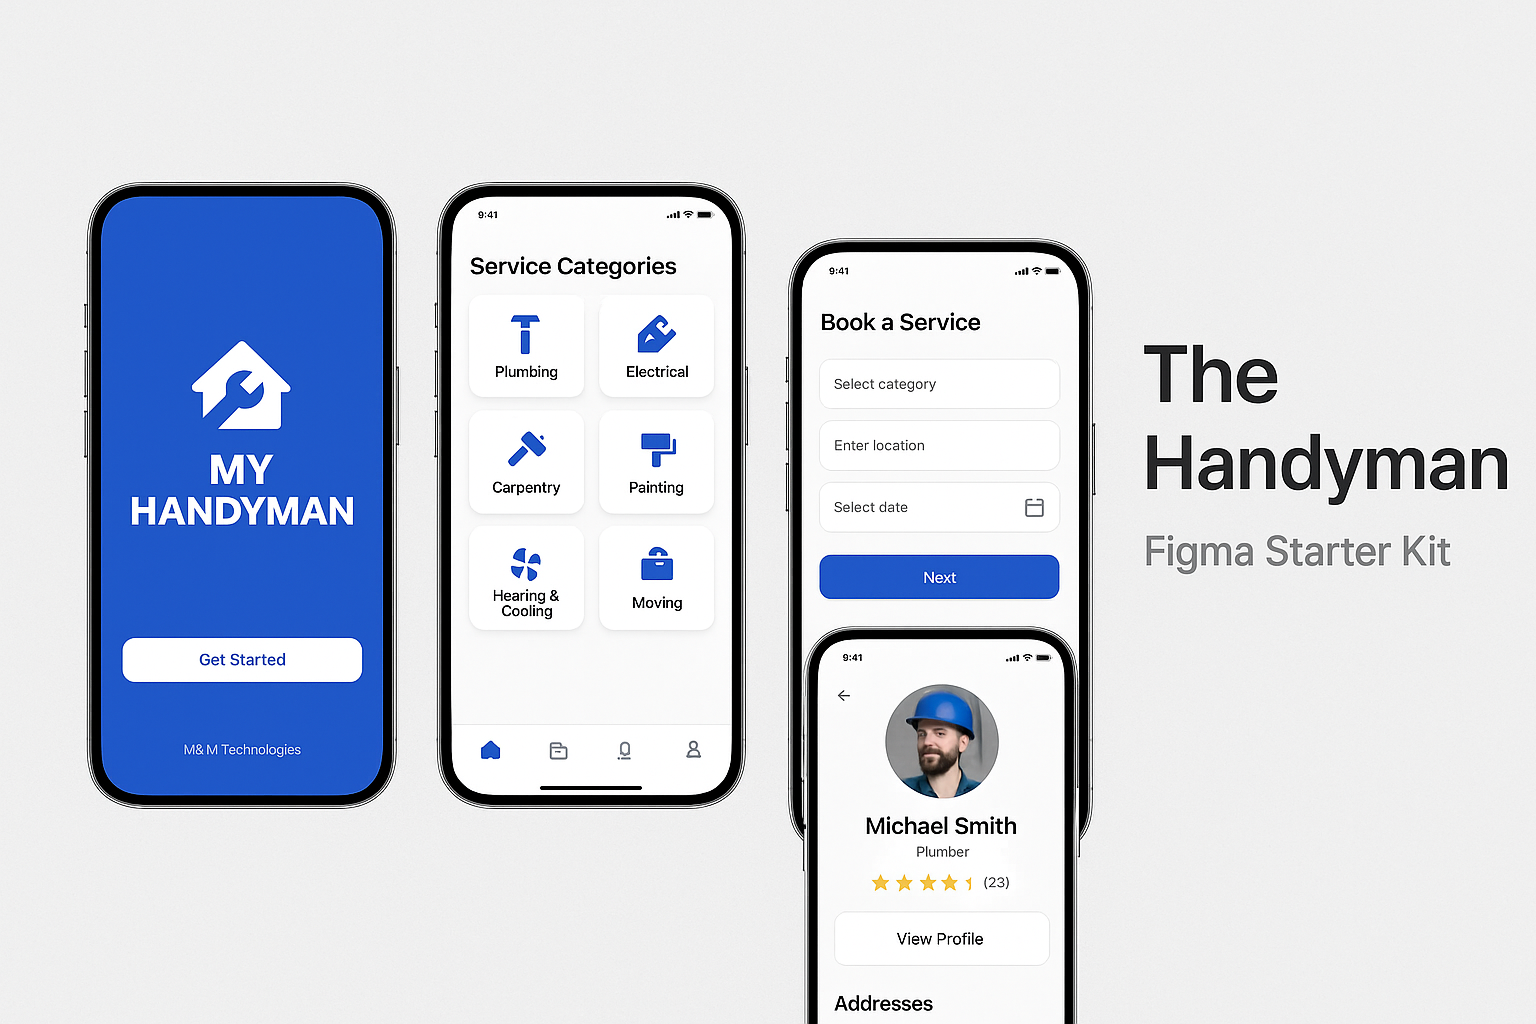 MY
HANDYMAN
Get Started
M& M Technologies
9:41
Service Categories
Plumbing
Electrical
Carpentry
Painting
Hearing &
Cooling
Moving
9:41
Book a Service
Select category
Enter location
Select date
Next
9:41
Michael Smith
Plumber
(23)
View Profile
Addresses
The
Handyman
Figma Starter Kit